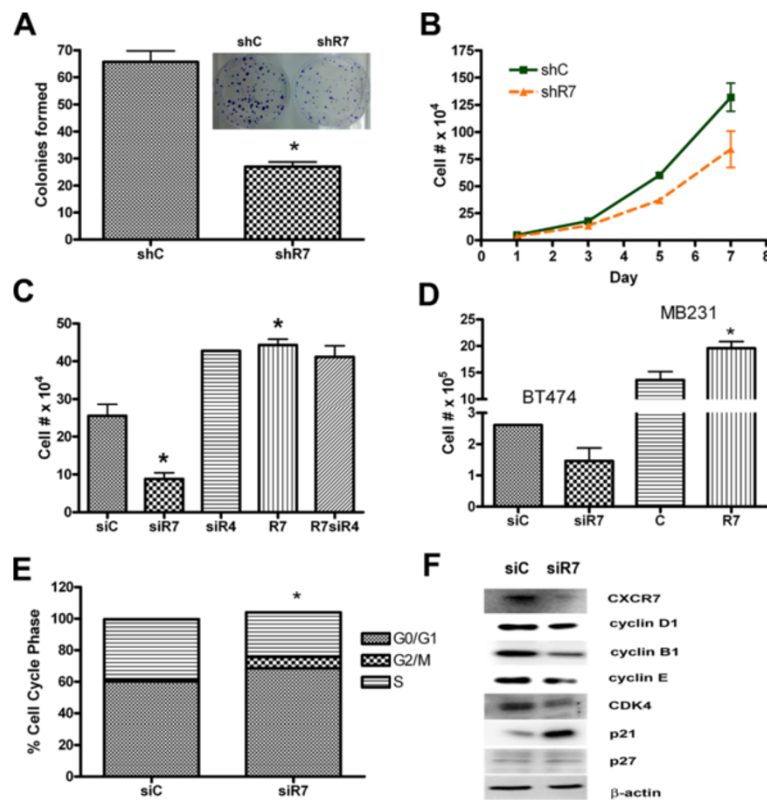 A
Colonies formed
70
60
50
40
30
20
10
0
shC shR7
*
shC shR7
B
Cell # x 10⁴
175
150
125
100
75
50
25
0
shC
shR7
0 1 2 3 4 5 6 7 8
Day
C
Cell # x 10⁴
50
40
30
20
10
0
*
*
siC siR7 siR4 R7 R7siR4
D
MB231
Cell # x 10⁵
25
20
15
10
3
2
1
0
BT474
*
siC siR7 C R7
E
% Cell Cycle Phase
120
100
80
60
40
20
0
*
G0/G1
G2/M
S
siC siR7
F
siC siR7
CXCR7
cyclin D1
cyclin B1
cyclin E
CDK4
p21
p27
β-actin